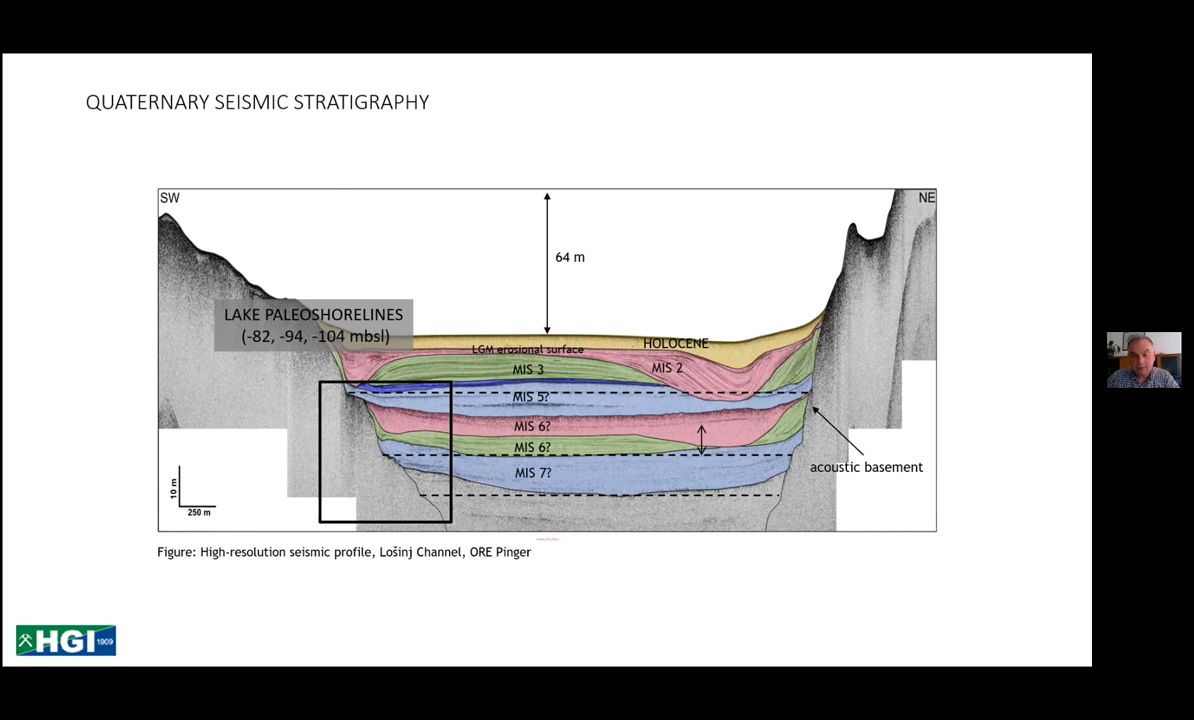 QUATERNARY SEISMIC STRATIGRAPHY
SW
NE
64 m
LAKE PALEOSHORELINES
(-82, -94, -104 mbsl)
HOLOCENE
LGM erosional surface
MIS 3
MIS 2
MIS 5?
MIS 6?
MIS 6?
MIS 7?
acoustic basement
10 m
250 m
Figure: High-resolution seismic profile, Lošinj Channel, ORE Pinger
HGI 1909